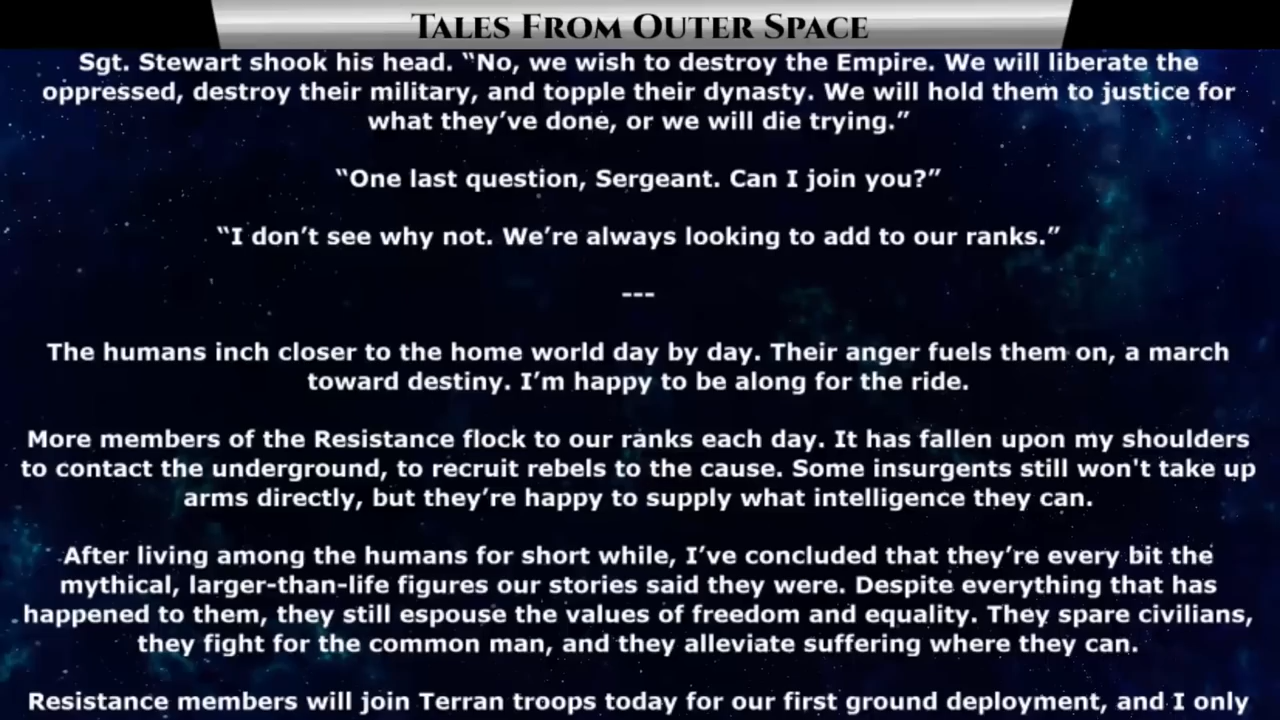 Tales From Outer Space
Sgt. Stewart shook his head. “No, we wish to destroy the Empire. We will liberate the
oppressed, destroy their military, and topple their dynasty. We will hold them to justice for
what they’ve done, or we will die trying.”
“One last question, Sergeant. Can I join you?”
“I don’t see why not. We’re always looking to add to our ranks.”
---
The humans inch closer to the home world day by day. Their anger fuels them on, a march
toward destiny. I’m happy to be along for the ride.
More members of the Resistance flock to our ranks each day. It has fallen upon my shoulders
to contact the underground, to recruit rebels to the cause. Some insurgents still won't take up
arms directly, but they’re happy to supply what intelligence they can.
After living among the humans for short while, I’ve concluded that they’re every bit the
mythical, larger-than-life figures our stories said they were. Despite everything that has
happened to them, they still espouse the values of freedom and equality. They spare civilians,
they fight for the common man, and they alleviate suffering where they can.
Resistance members will join Terran troops today for our first ground deployment, and I only